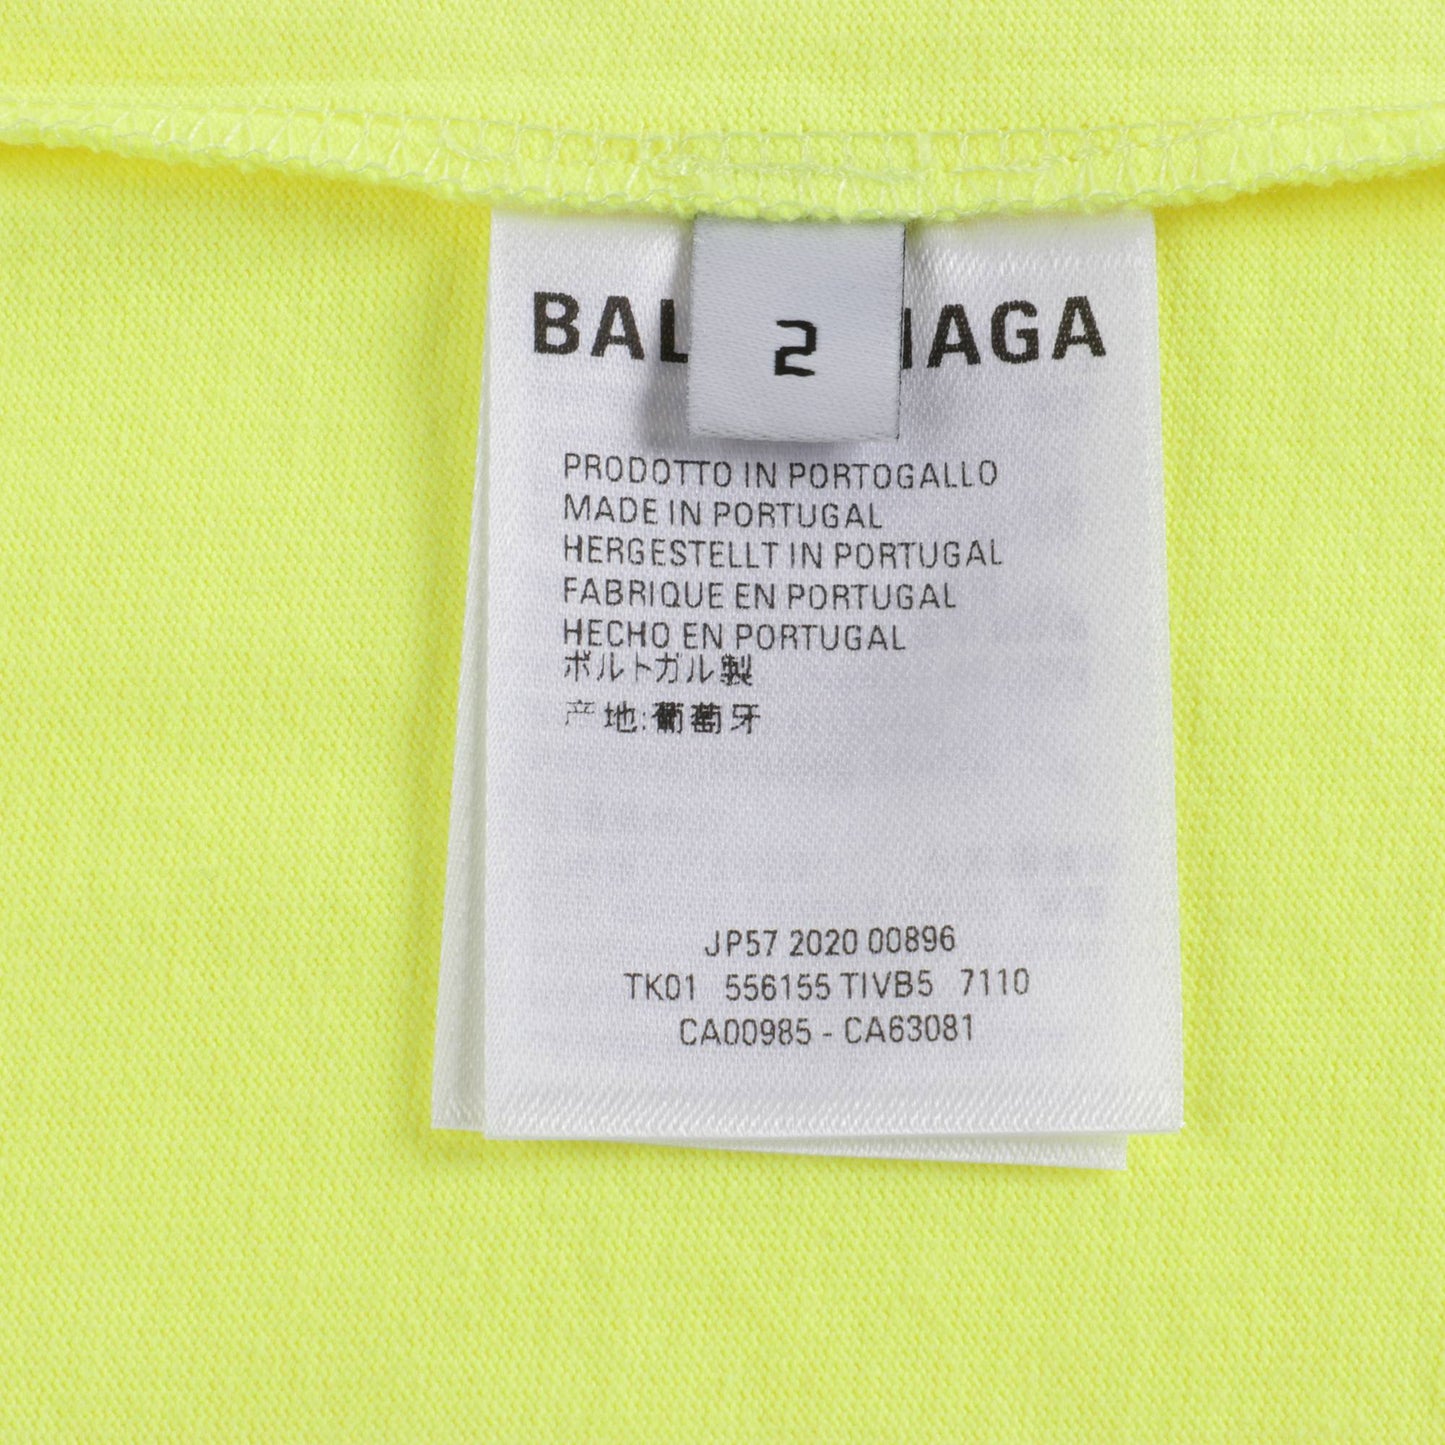 BAL 2 IAGA
PRODOTTO IN PORTOGALLO
MADE IN PORTUGAL
HERGESTELLT IN PORTUGAL
FABRIQUE EN PORTUGAL
HECHO EN PORTUGAL
ポルトガル製
产地:葡萄牙
JP57 2020 00896
TK01 556155 TIVB5 7110
CA00985 - CA63081